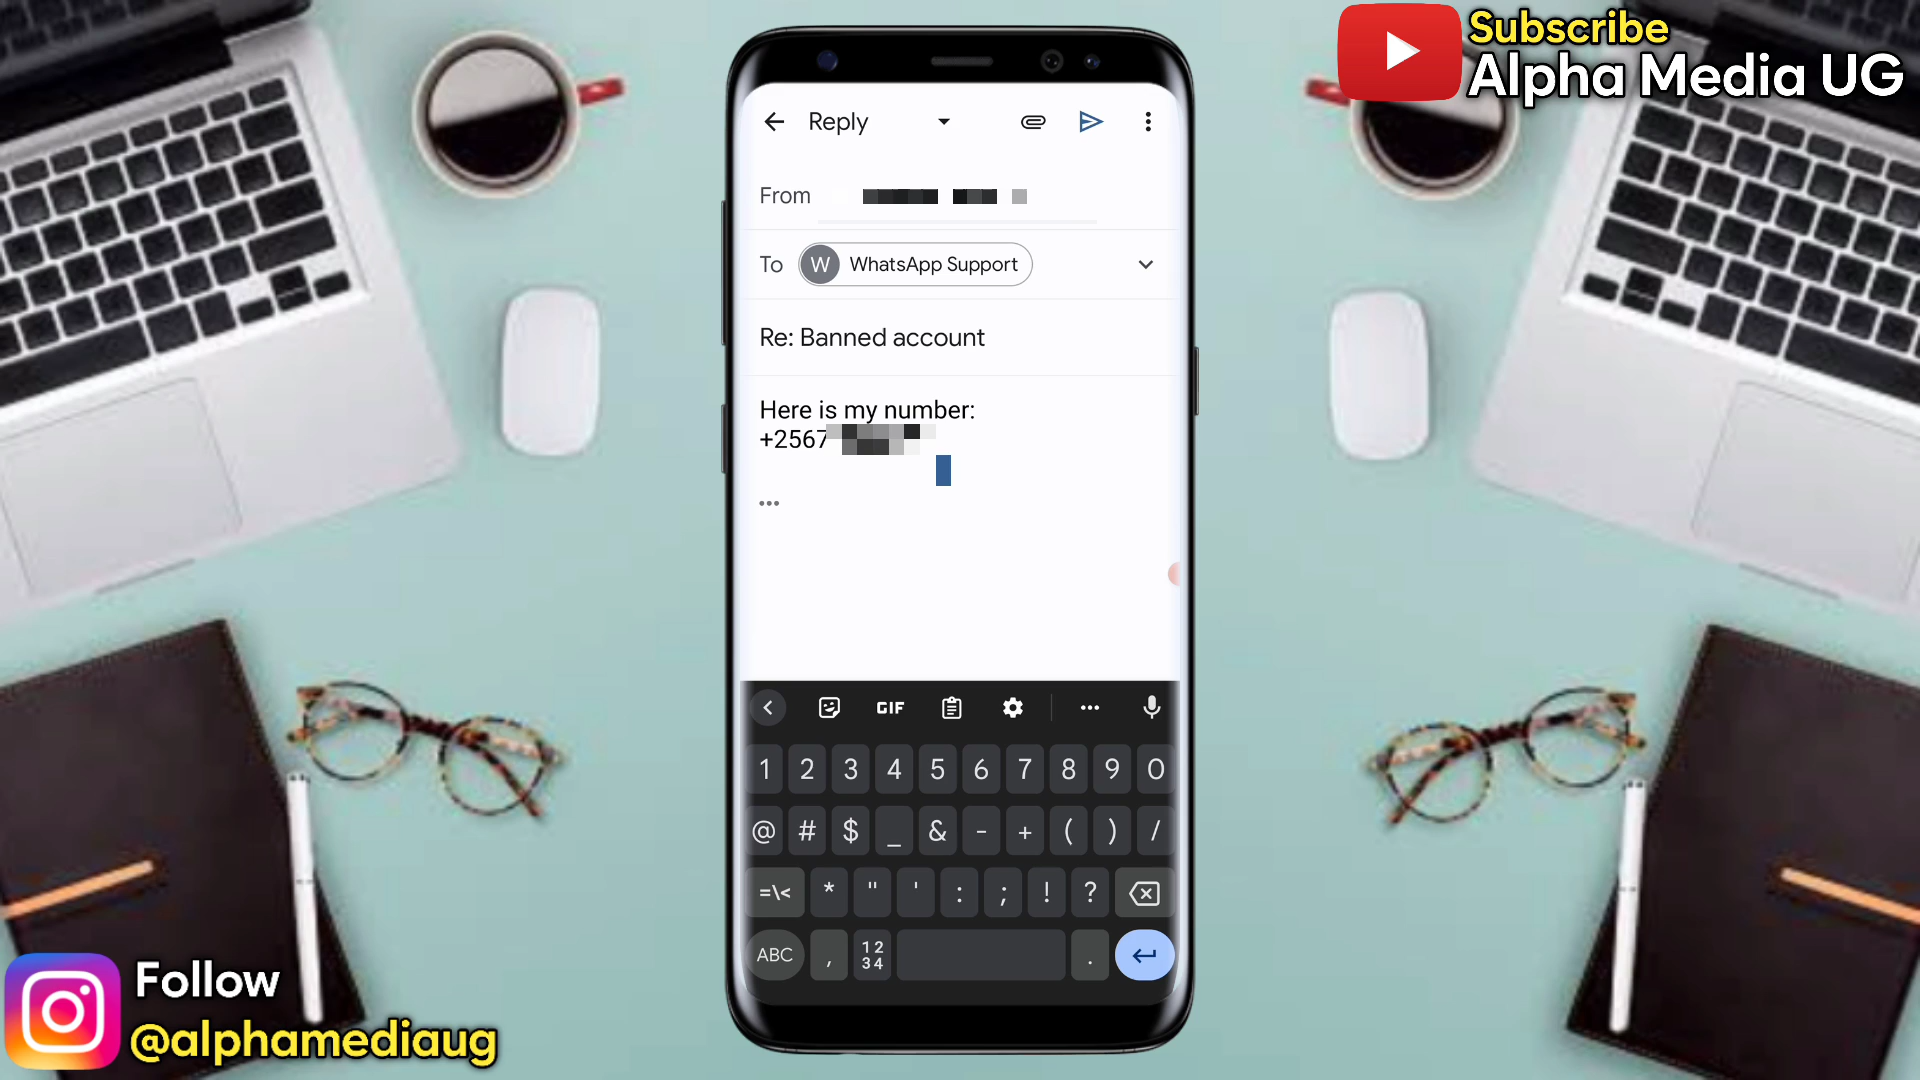 Subscribe
Alpha Media UG
Reply
From
To
W
WhatsApp Support
Re: Banned account
Here is my number:
+2567
GIF
1 2 3 4 5 6 7 8 9 0
@ # $ _ & - + ( ) /
=\< * " ' : ; ! ?
ABC , 12 34 .
Follow
@alphamediaug